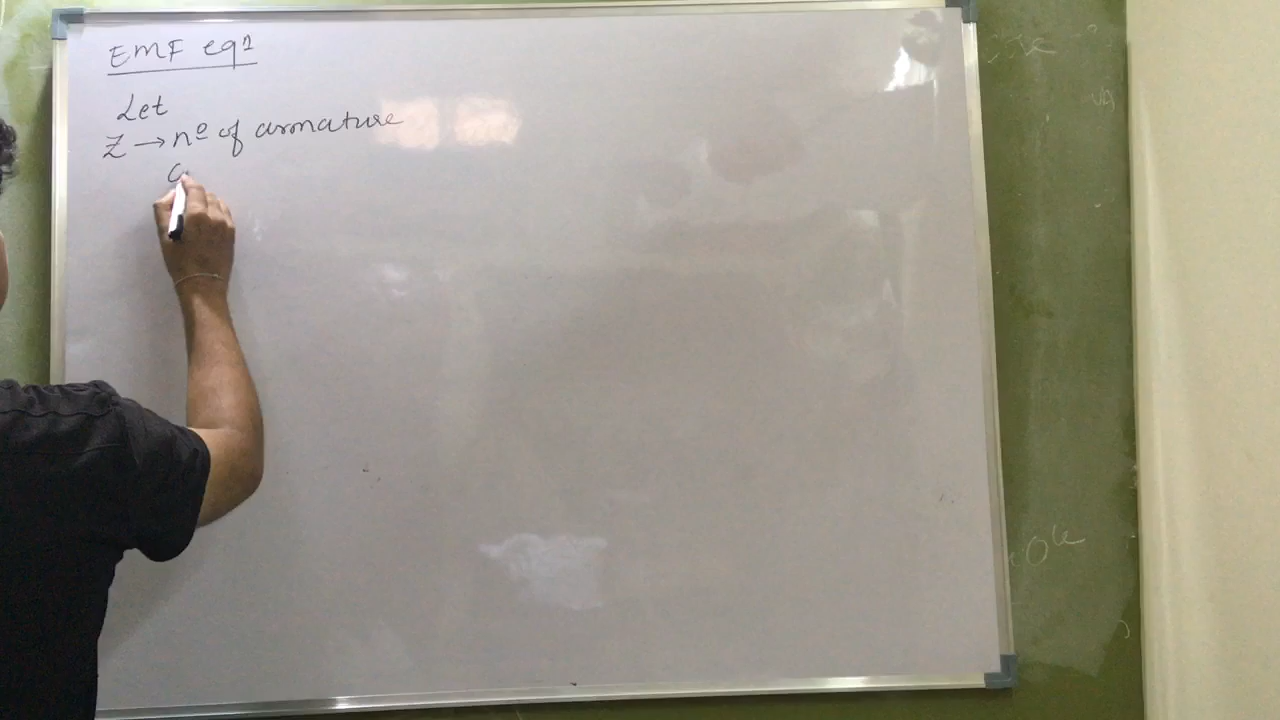 EMF eqn
Let
Z → nº of armature
c